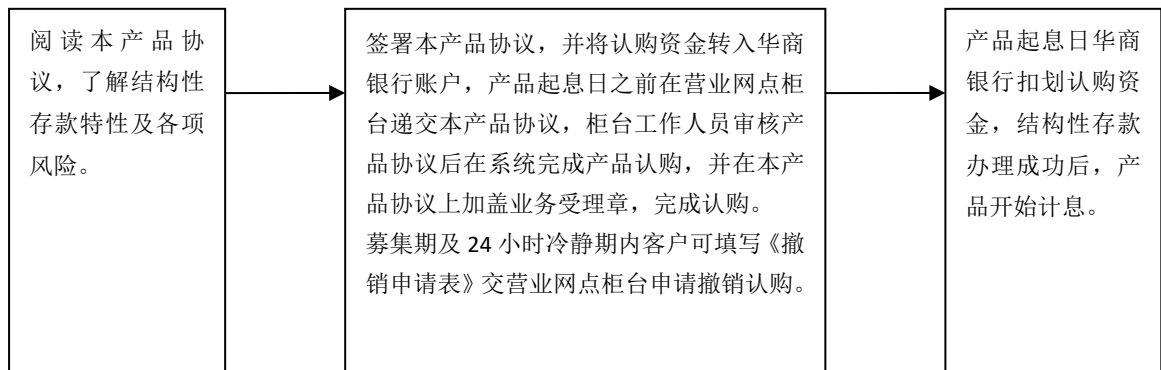 阅读本产品协
议，了解结构性
存款特性及各项
风险。
签署本产品协议，并将认购资金转入华商
银行账户，产品起息日之前在营业网点柜
台递交本产品协议，柜台工作人员审核产
品协议后在系统完成产品认购，并在本产
品协议上加盖业务受理章，完成认购。
募集期及 24 小时冷静期内客户可填写《撤
销申请表》交营业网点柜台申请撤销认购。
产品起息日华商
银行扣划认购资
金，结构性存款
办理成功后，产
品开始计息。